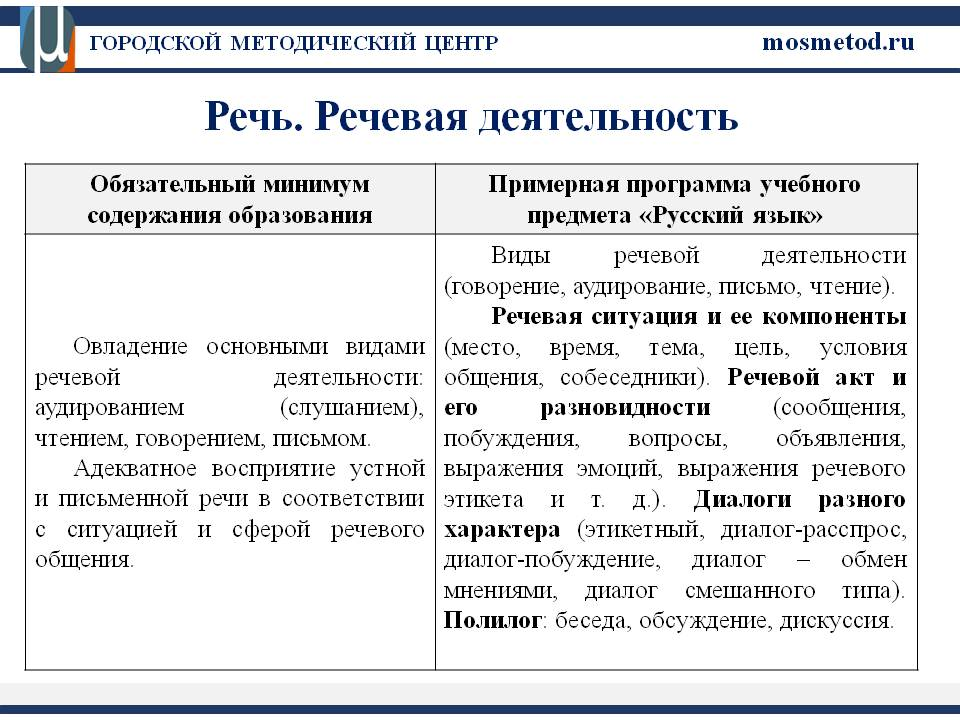 μ
ГОРОДСКОЙ МЕТОДИЧЕСКИЙ ЦЕНТР
mosmetod.ru
Речь. Речевая деятельность
Обязательный минимум
содержания образования
Овладение основными видами
речевой деятельности:
аудированием (слушанием),
чтением, говорением, письмом.
Адекватное восприятие устной
и письменной речи в соответствии
с ситуацией и сферой речевого
общения.
Примерная программа учебного
предмета «Русский язык»
Виды речевой деятельности
(говорение, аудирование, письмо, чтение).
Речевая ситуация и ее компоненты
(место, время, тема, цель, условия
общения, собеседники). Речевой акт и
его разновидности (сообщения,
побуждения, вопросы, объявления,
выражения эмоций, выражения речевого
этикета и т. д.). Диалоги разного
характера (этикетный, диалог-расспрос,
диалог-побуждение, диалог – обмен
мнениями, диалог смешанного типа).
Полилог: беседа, обсуждение, дискуссия.